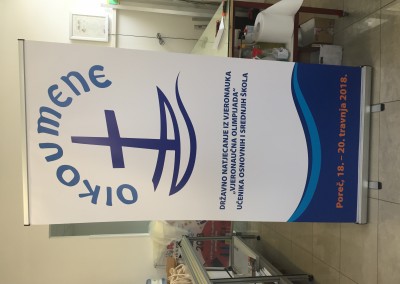 OIKOUMENE
DRŽAVNO NATJECANJE IZ VJERONAUKA
„VJERONAUČNA OLIMPIJADA“
UČENIKA OSNOVNIH I SREDNJIH ŠKOLA
Poreč, 18. – 20. travnja 2018.